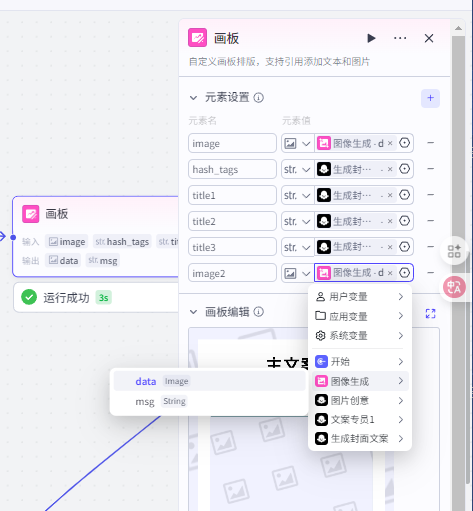 画板
自定义画板排版，支持引用添加文本和图片
元素设置
元素名 元素值
image 图像生成 · d ×
hash_tags str. 生成封… · ×
title1 str. 生成封… · ×
title2 str. 生成封… · ×
title3 str. 生成封… · ×
image2 图像生成 · d ×
画板
输入 image str. hash_tags str.
输出 data str. msg
运行成功 3s
画板编辑
用户变量
应用变量
系统变量
开始
图像生成
图片创意
文案专员1
生成封面文案
data Image
msg String
中A